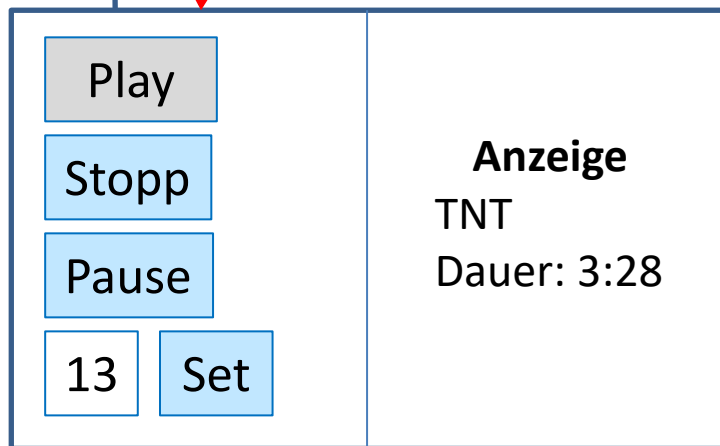 Play
Stopp
Pause
13 Set
Anzeige
TNT
Dauer: 3:28